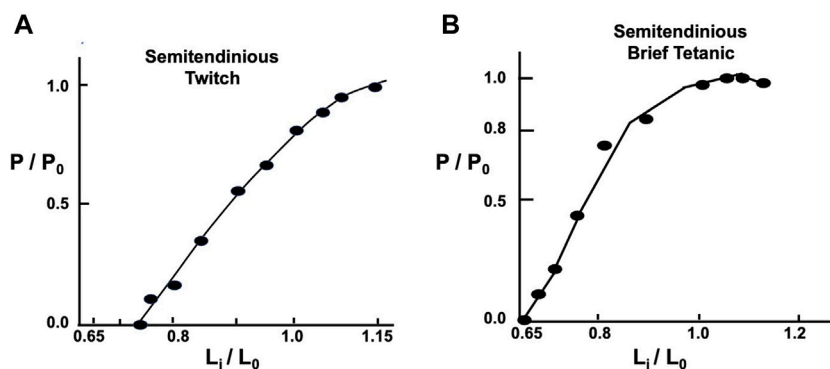 A
Semitendinious
Twitch
1.0
P / P0
0.5
0.0
0.65
0.8
1.0
1.15
Li / L0
B
Semitendinious
Brief Tetanic
1.0
0.8
P / P0
0.5
0.0
0.65
0.8
1.0
1.2
Li / L0